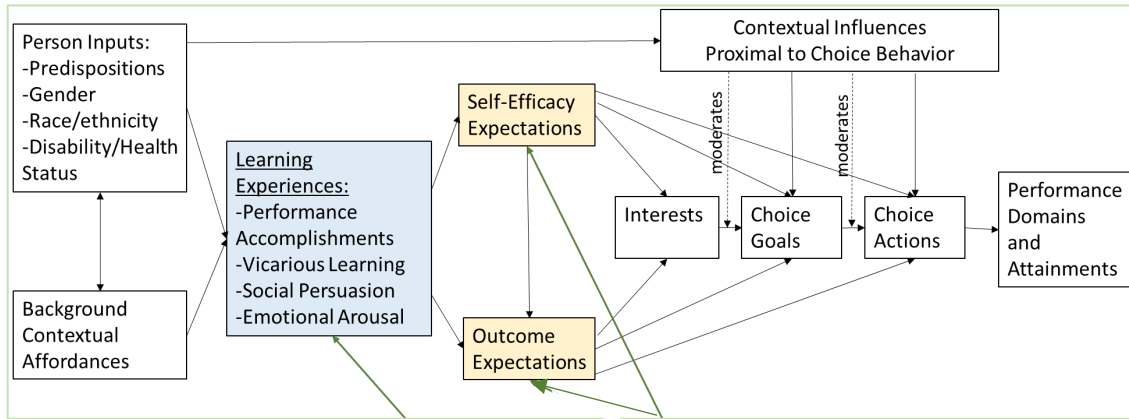 Person Inputs:
-Predispositions
-Gender
-Race/ethnicity
-Disability/Health
Status
Background
Contextual
Affordances
Learning
Experiences:
-Performance
Accomplishments
-Vicarious Learning
-Social Persuasion
-Emotional Arousal
Self-Efficacy
Expectations
Outcome
Expectations
Contextual Influences
Proximal to Choice Behavior
moderates
moderates
Interests
Choice
Goals
Choice
Actions
Performance
Domains
and
Attainments